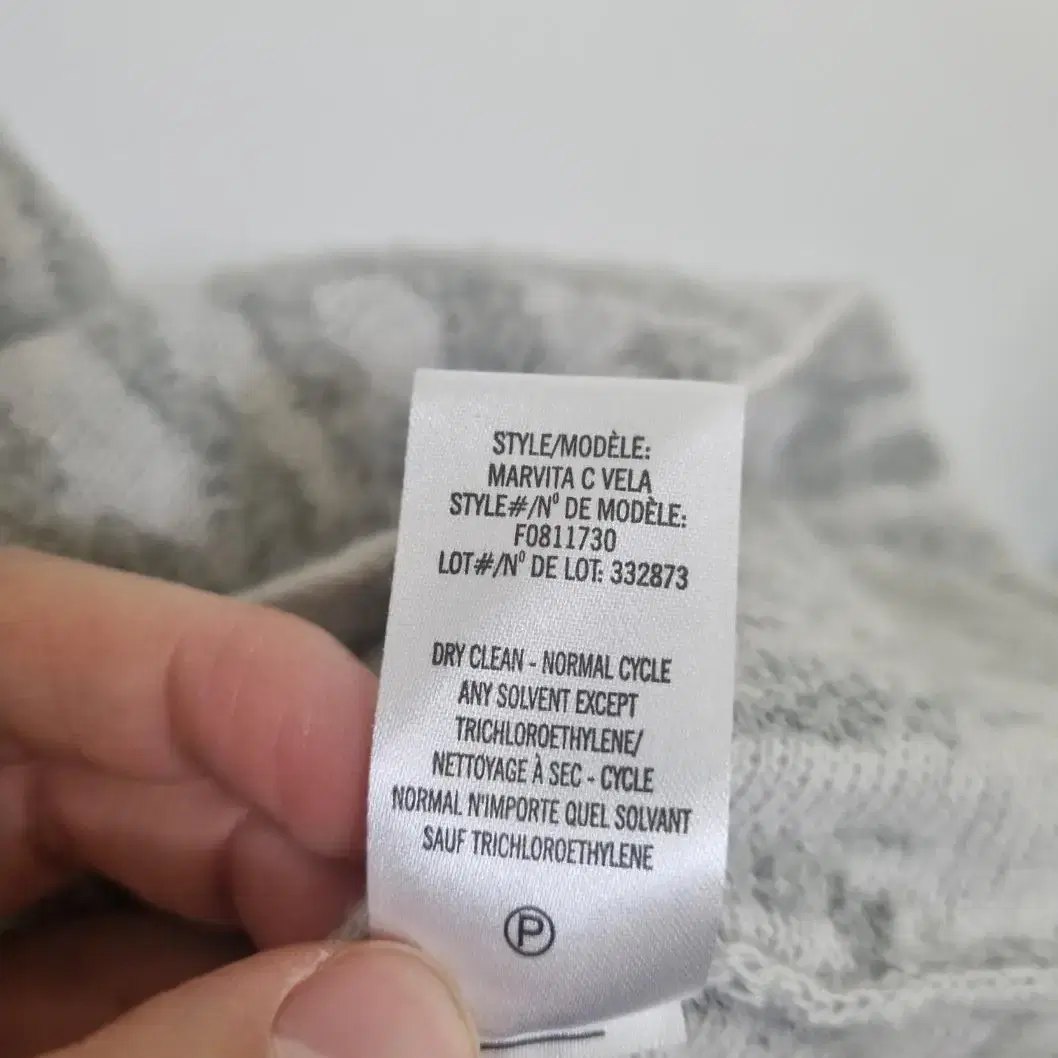 STYLE/MODÈLE:
MARVITA C VELA
STYLE#/Nº DE MODÈLE:
F0811730
LOT#/Nº DE LOT: 332873
DRY CLEAN - NORMAL CYCLE
ANY SOLVENT EXCEPT
TRICHLOROETHYLENE/
NETTOYAGE À SEC - CYCLE
NORMAL N'IMPORTE QUEL SOLVANT
SAUF TRICHLOROETHYLENE
P